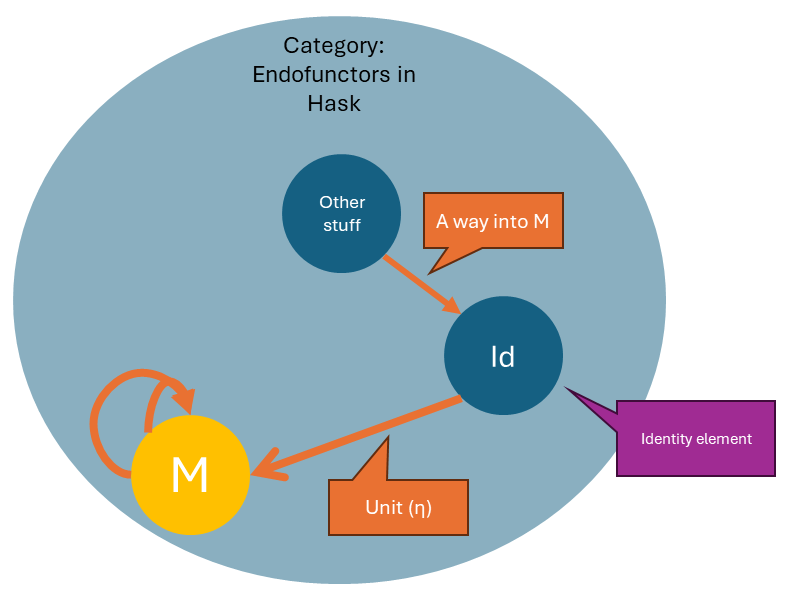 Category:
Endofunctors in
Hask
Other
stuff
A way into M
Id
Identity element
M
Unit (η)